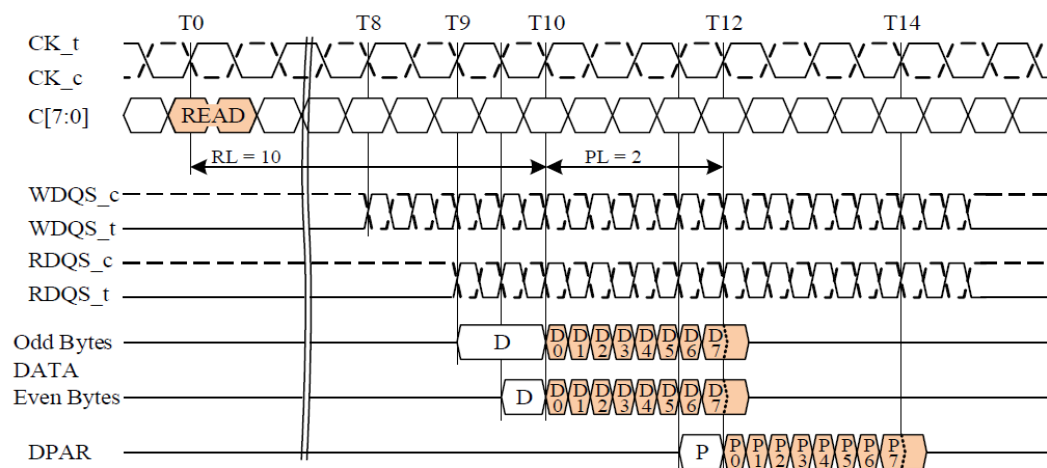 T0 T8 T9 T10 T12 T14
CK_t
CK_c
C[7:0] READ
RL = 10 PL = 2
WDQS_c
WDQS_t
RDQS_c
RDQS_t
Odd Bytes D D0 D1 D2 D3 D4 D5 D6 D7
DATA
Even Bytes D D0 D1 D2 D3 D4 D5 D6 D7
DPAR P P0 P1 P2 P3 P4 P5 P6 P7